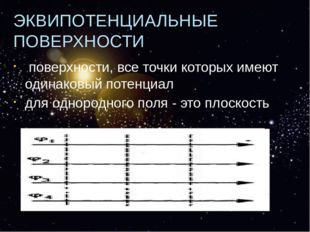 ЭКВИПОТЕНЦИАЛЬНЫЕ
ПОВЕРХНОСТИ
• поверхности, все точки которых имеют
одинаковый потенциал
• для однородного поля - это плоскость
φ1
φ2
φ3
φ4